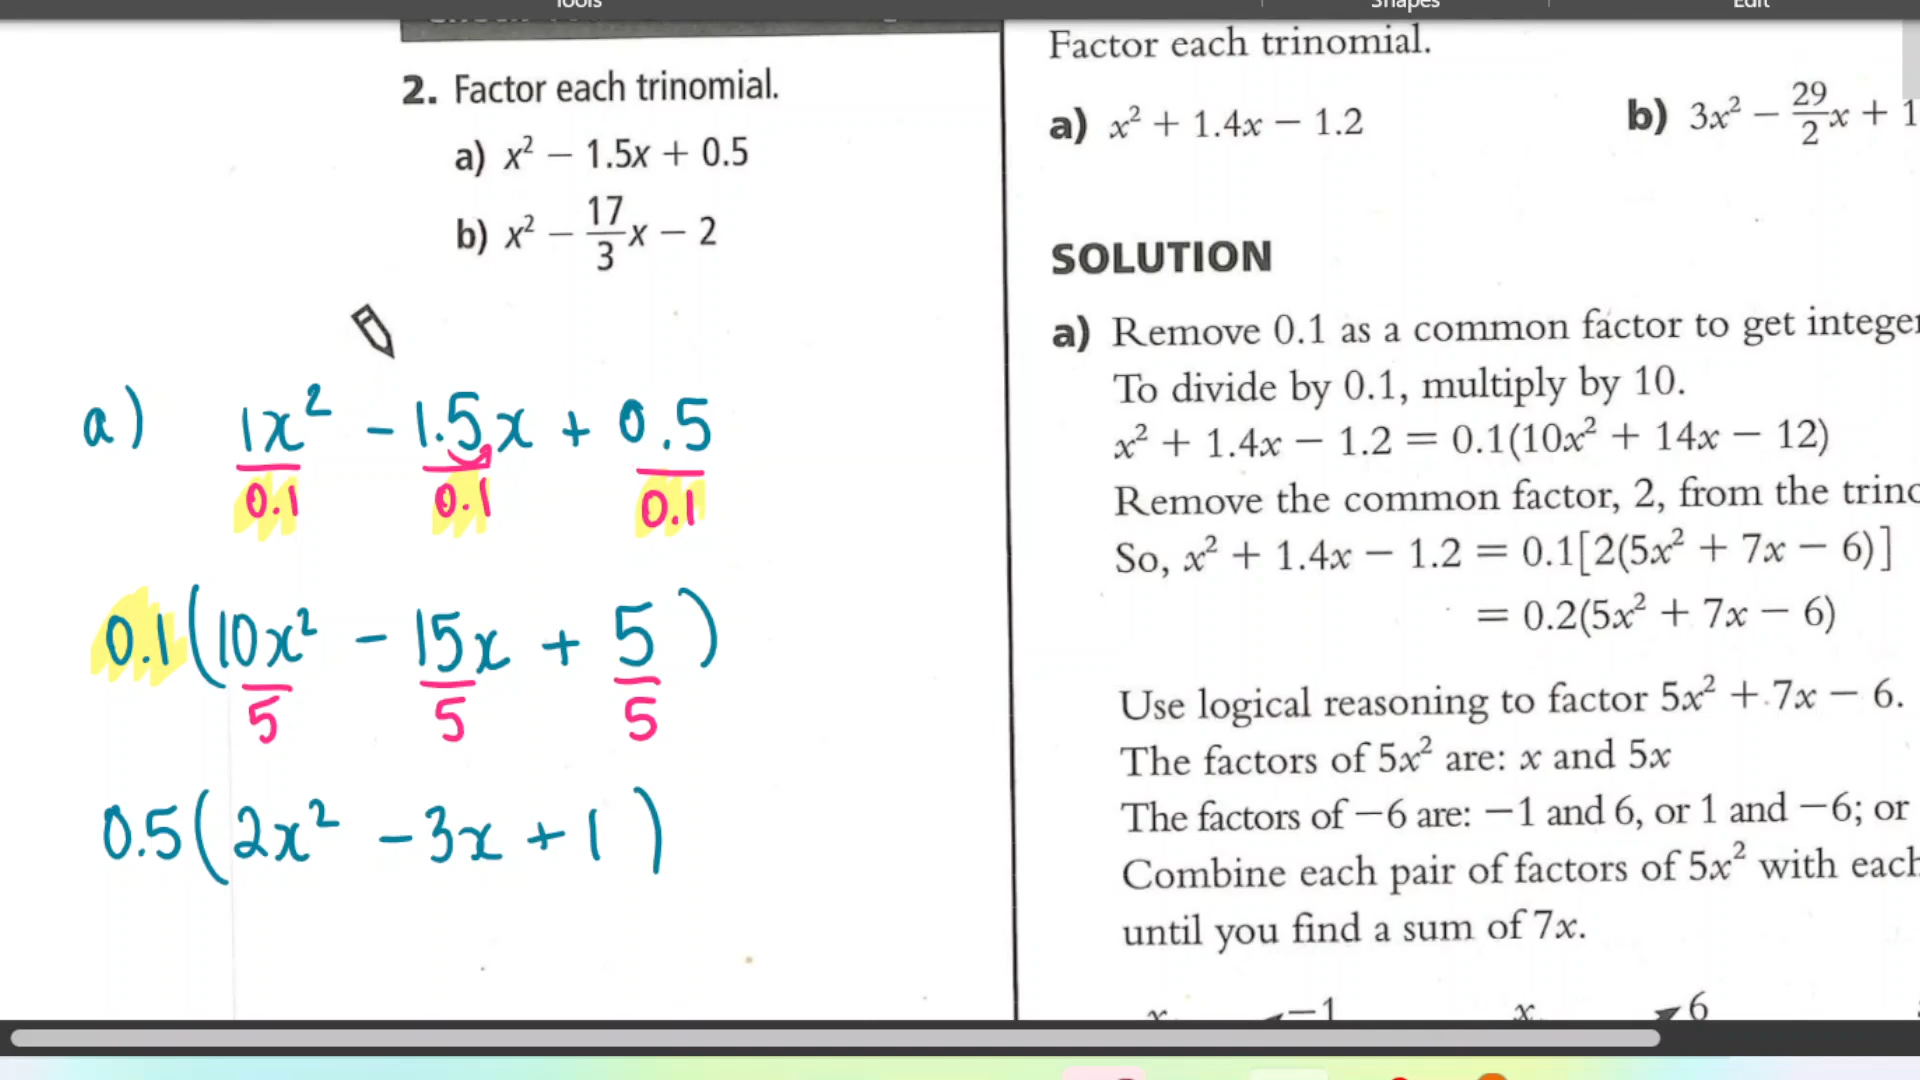 Tools Shapes Edit
2. Factor each trinomial.
a) x² − 1.5x + 0.5
b) x² − 17/3 x − 2
a) 1x² − 1.5x + 0.5
0.1 0.1 0.1
0.1(10x² − 15x + 5)
5 5 5
0.5(2x² − 3x + 1)
Factor each trinomial.
a) x² + 1.4x − 1.2 b) 3x² − 29/2 x + 1
SOLUTION
a) Remove 0.1 as a common factor to get integer
To divide by 0.1, multiply by 10.
x² + 1.4x − 1.2 = 0.1(10x² + 14x − 12)
Remove the common factor, 2, from the trino
So, x² + 1.4x − 1.2 = 0.1[2(5x² + 7x − 6)]
= 0.2(5x² + 7x − 6)
Use logical reasoning to factor 5x² + 7x − 6.
The factors of 5x² are: x and 5x
The factors of −6 are: −1 and 6, or 1 and −6; or
Combine each pair of factors of 5x² with each
until you find a sum of 7x.
x −1 x 6